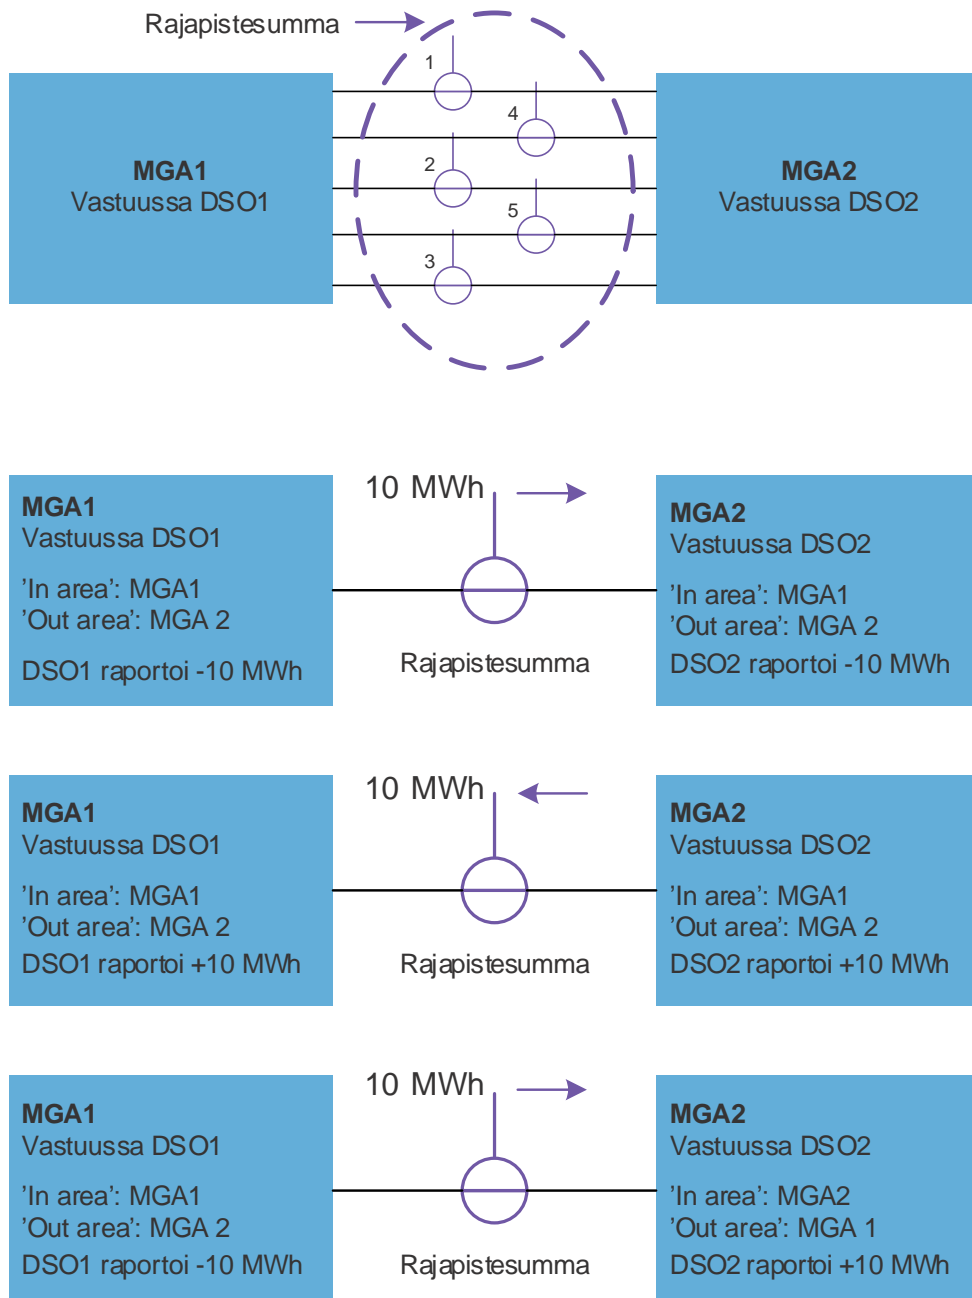 Rajapistesumma
1
4
2
5
3
MGA1
Vastuussa DSO1
MGA2
Vastuussa DSO2
MGA1
Vastuussa DSO1
'In area': MGA1
'Out area': MGA 2
DSO1 raportoi -10 MWh
10 MWh
Rajapistesumma
MGA2
Vastuussa DSO2
'In area': MGA1
'Out area': MGA 2
DSO2 raportoi -10 MWh
MGA1
Vastuussa DSO1
'In area': MGA1
'Out area': MGA 2
DSO1 raportoi +10 MWh
10 MWh
Rajapistesumma
MGA2
Vastuussa DSO2
'In area': MGA1
'Out area': MGA 2
DSO2 raportoi +10 MWh
MGA1
Vastuussa DSO1
'In area': MGA1
'Out area': MGA 2
DSO1 raportoi -10 MWh
10 MWh
Rajapistesumma
MGA2
Vastuussa DSO2
'In area': MGA2
'Out area': MGA 1
DSO2 raportoi +10 MWh